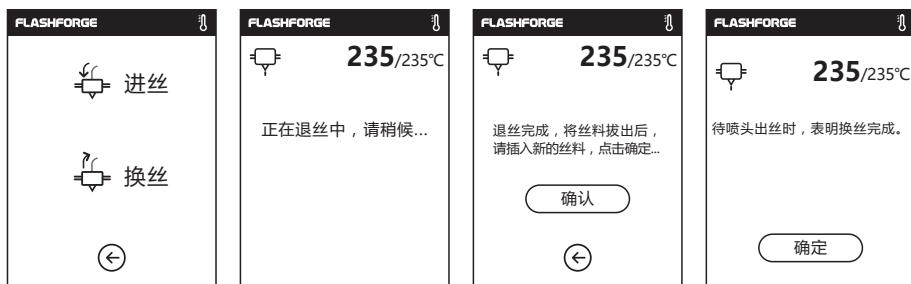 FLASHFORGE
进丝
换丝
FLASHFORGE
235/235℃
正在退丝中，请稍候...
FLASHFORGE
235/235℃
退丝完成，将丝料拔出后，
请插入新的丝料，点击确定...
确认
FLASHFORGE
235/235℃
待喷头出丝时，表明换丝完成。
确定